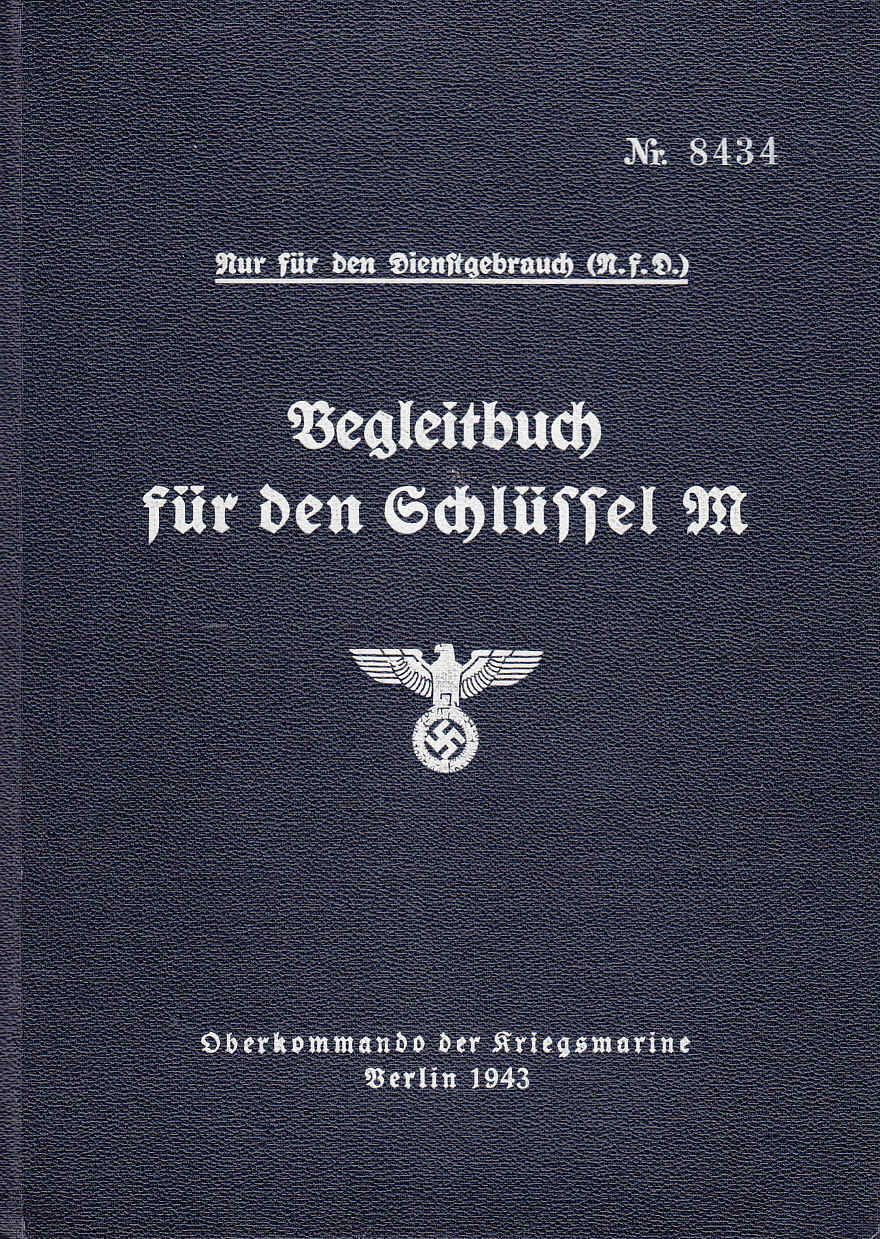 Nr. 8434
Nur für den Dienstgebrauch (N.f.D.)
Begleitbuch
für den Schlüssel M
Oberkommando der Kriegsmarine
Berlin 1943